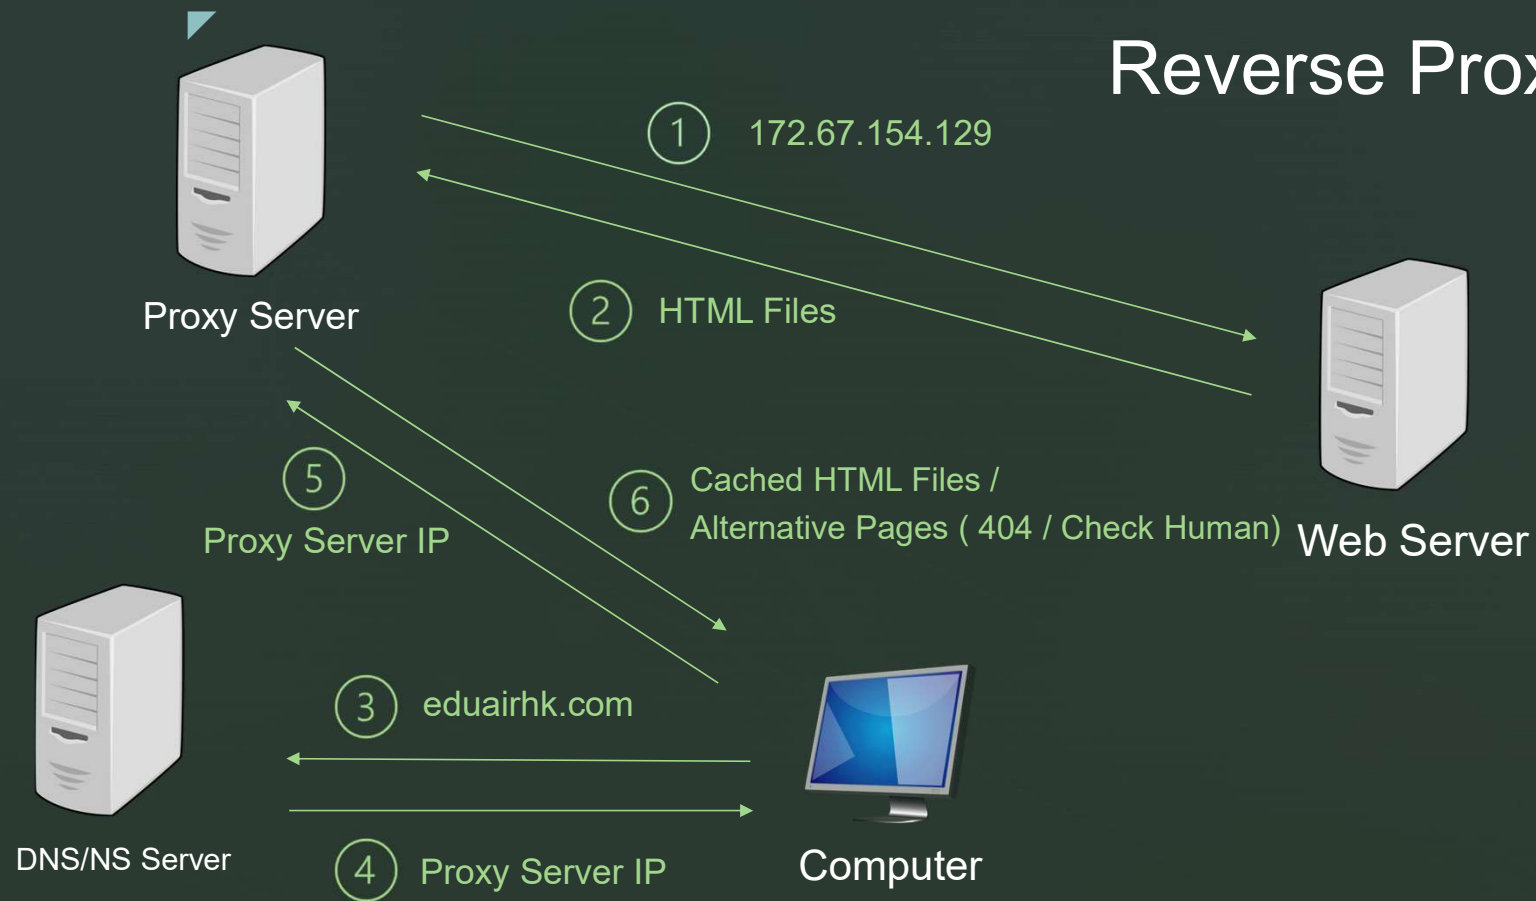 Reverse Prox
1 172.67.154.129
Proxy Server
2 HTML Files
5
Proxy Server IP
6 Cached HTML Files /
Alternative Pages ( 404 / Check Human)
Web Server
3 eduairhk.com
DNS/NS Server
4 Proxy Server IP
Computer